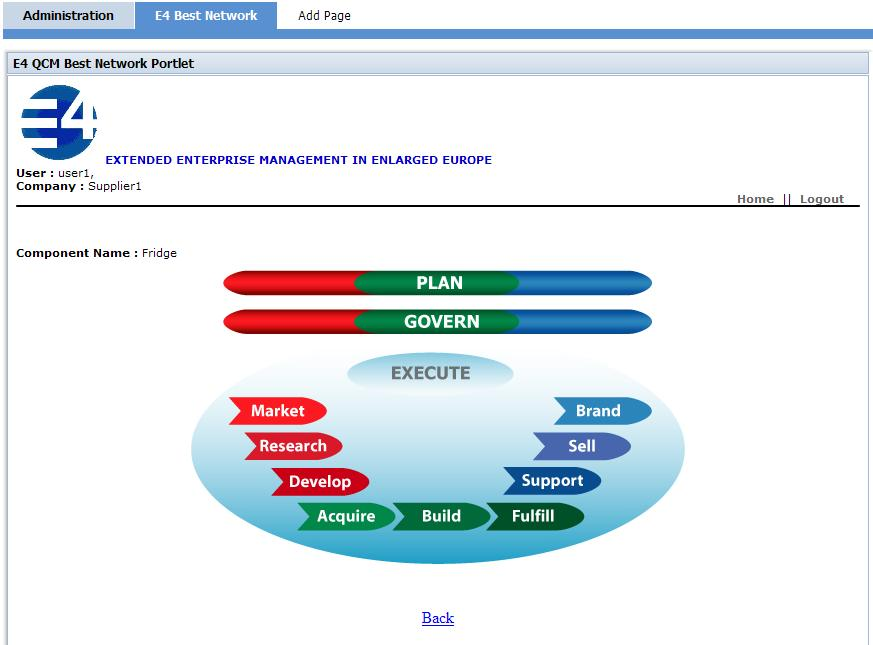 Administration E4 Best Network Add Page
E4 QCM Best Network Portlet
E4
EXTENDED ENTERPRISE MANAGEMENT IN ENLARGED EUROPE
User : user1,
Company : Supplier1
Home || Logout
Component Name : Fridge
PLAN
GOVERN
EXECUTE
Market Brand
Research Sell
Develop Support
Acquire Build Fulfill
Back